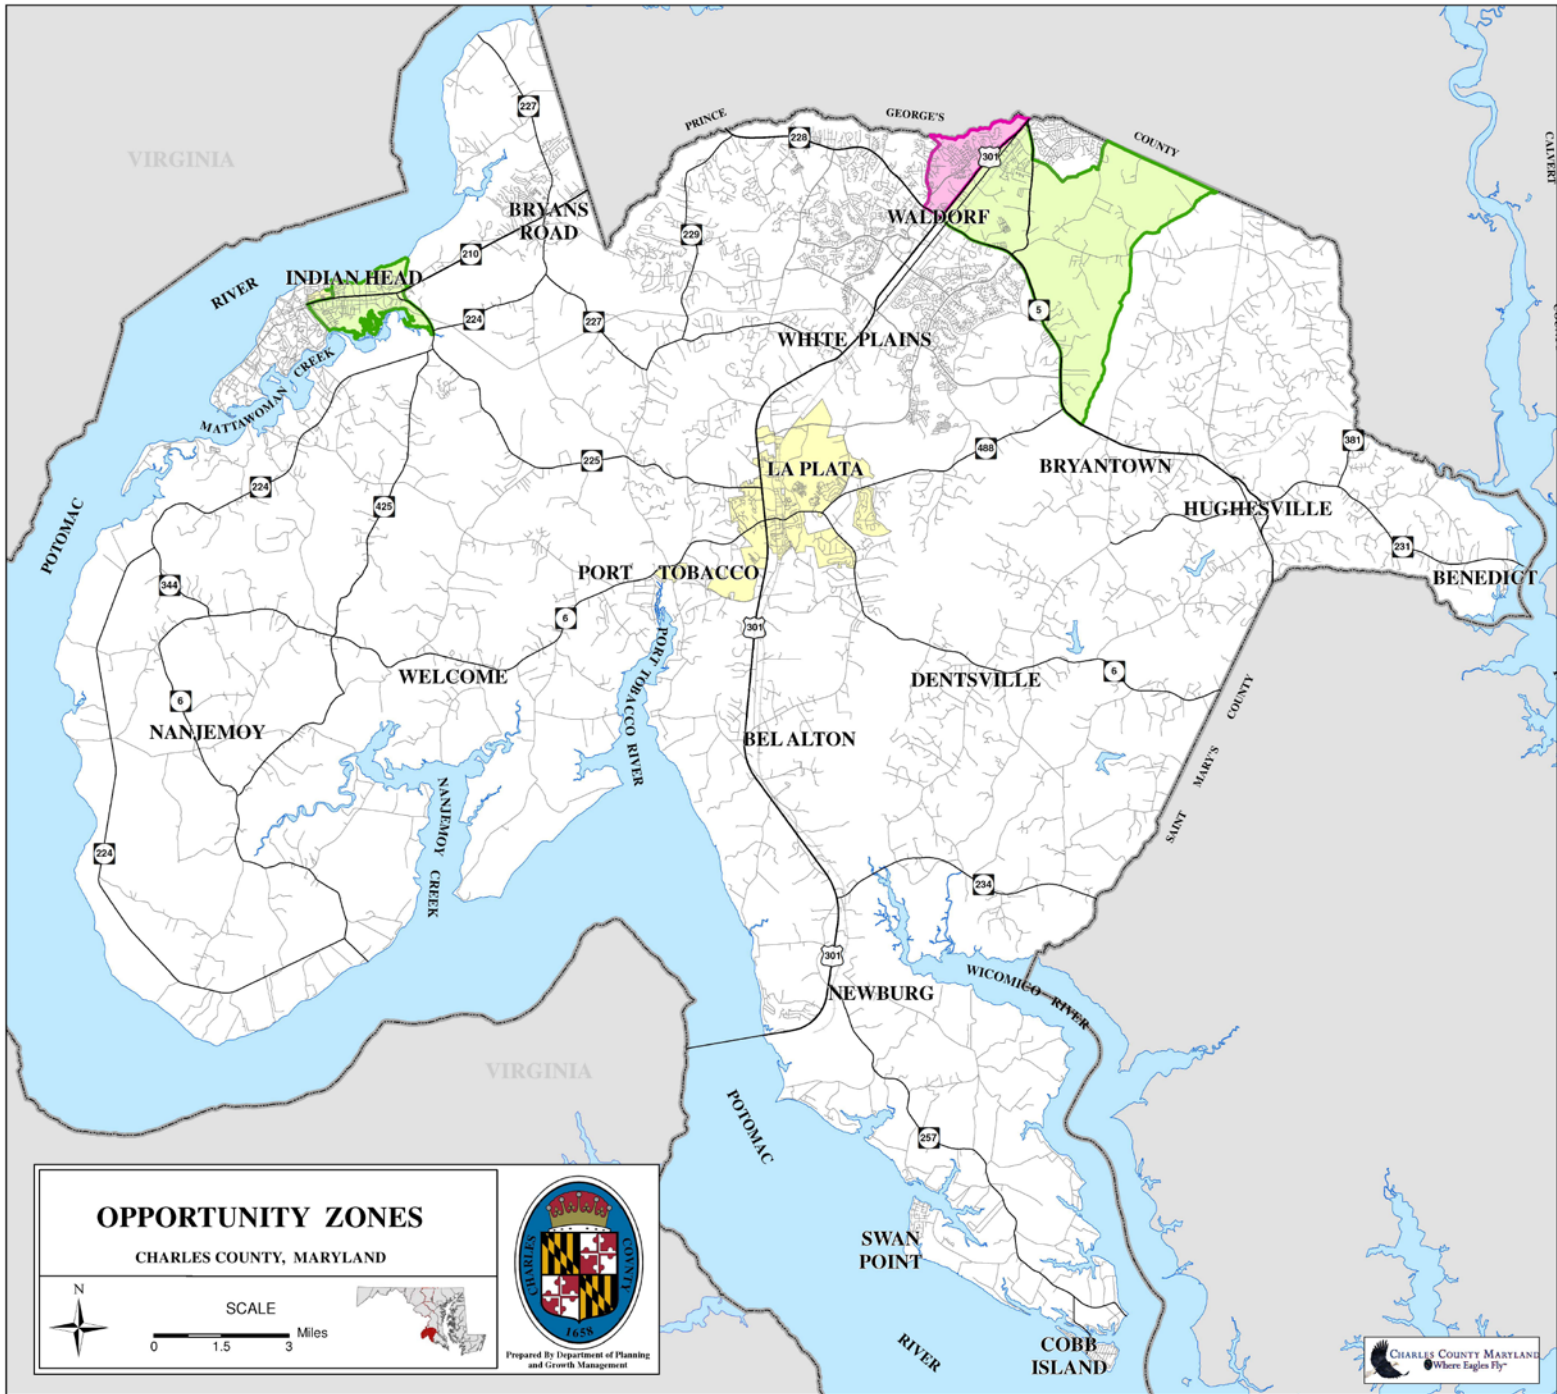 227
PRINCE
GEORGE'S
COUNTY
VIRGINIA
228
301
CALVERT
BRYANS
ROAD
WALDORF
229
210
INDIAN HEAD
RIVER
224
227
5
WHITE PLAINS
MATTAWOMAN CREEK
381
488
225
LA PLATA
BRYANTOWN
224
425
HUGHESVILLE
POTOMAC
231
344
PORT TOBACCO
BENEDICT
6
301
PORT TOBACCO RIVER
WELCOME
DENTSVILLE
6
6
NANJEMOY
BEL ALTON
SAINT MARY'S COUNTY
NANJEMOY CREEK
224
234
301
WICOMICO RIVER
NEWBURG
VIRGINIA
POTOMAC
257
OPPORTUNITY ZONES
CHARLES COUNTY, MARYLAND
N
SCALE
Miles
0 1.5 3
CHARLES COUNTY
1658
Prepared By Department of Planning
and Growth Management
SWAN
POINT
RIVER
COBB
ISLAND
CHARLES COUNTY MARYLAND
Where Eagles Fly